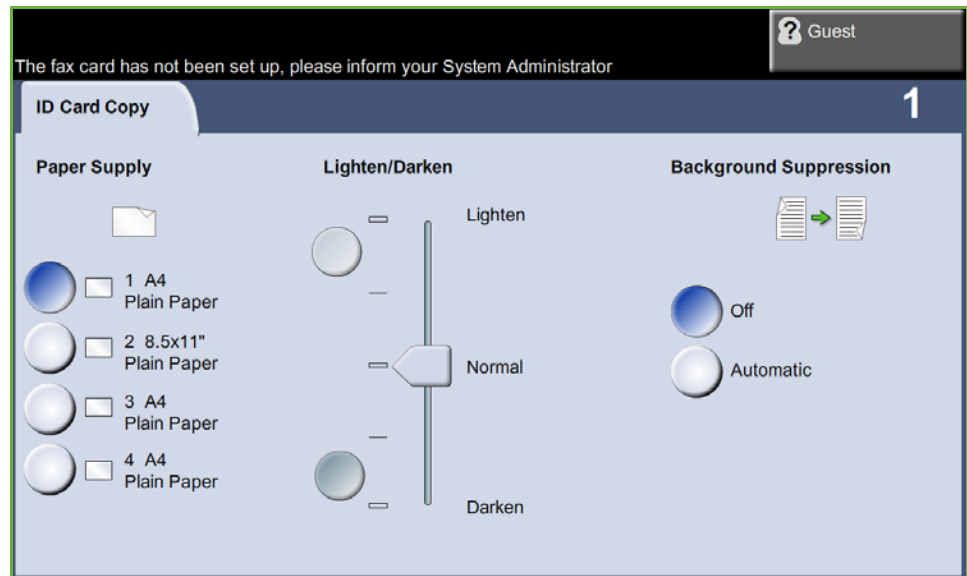 Guest
The fax card has not been set up, please inform your System Administrator
ID Card Copy
1
Paper Supply
Lighten/Darken
Background Suppression
Lighten
1 A4
Plain Paper
Off
2 8.5x11"
Plain Paper
Normal
Automatic
3 A4
Plain Paper
4 A4
Plain Paper
Darken